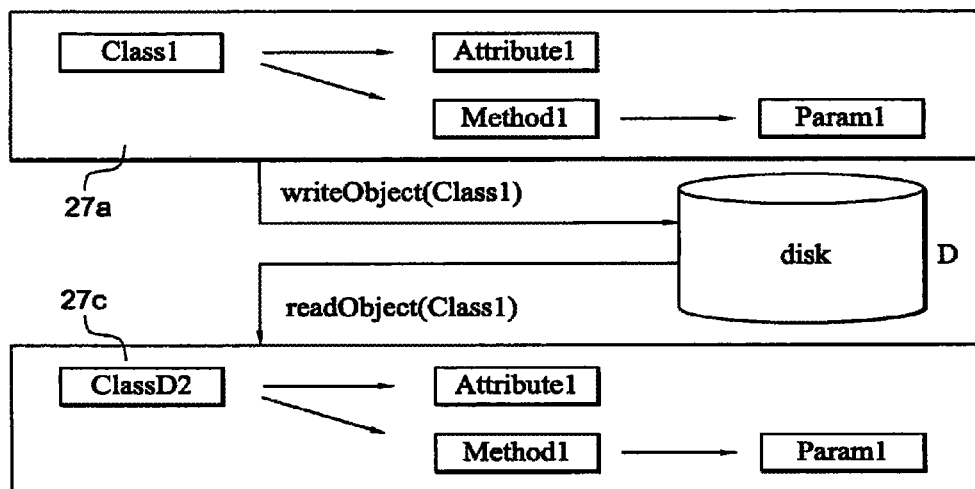 Class1 Attribute1
Method1 Param1
27a
writeObject(Class1)
disk D
27c
readObject(Class1)
ClassD2 Attribute1
Method1 Param1